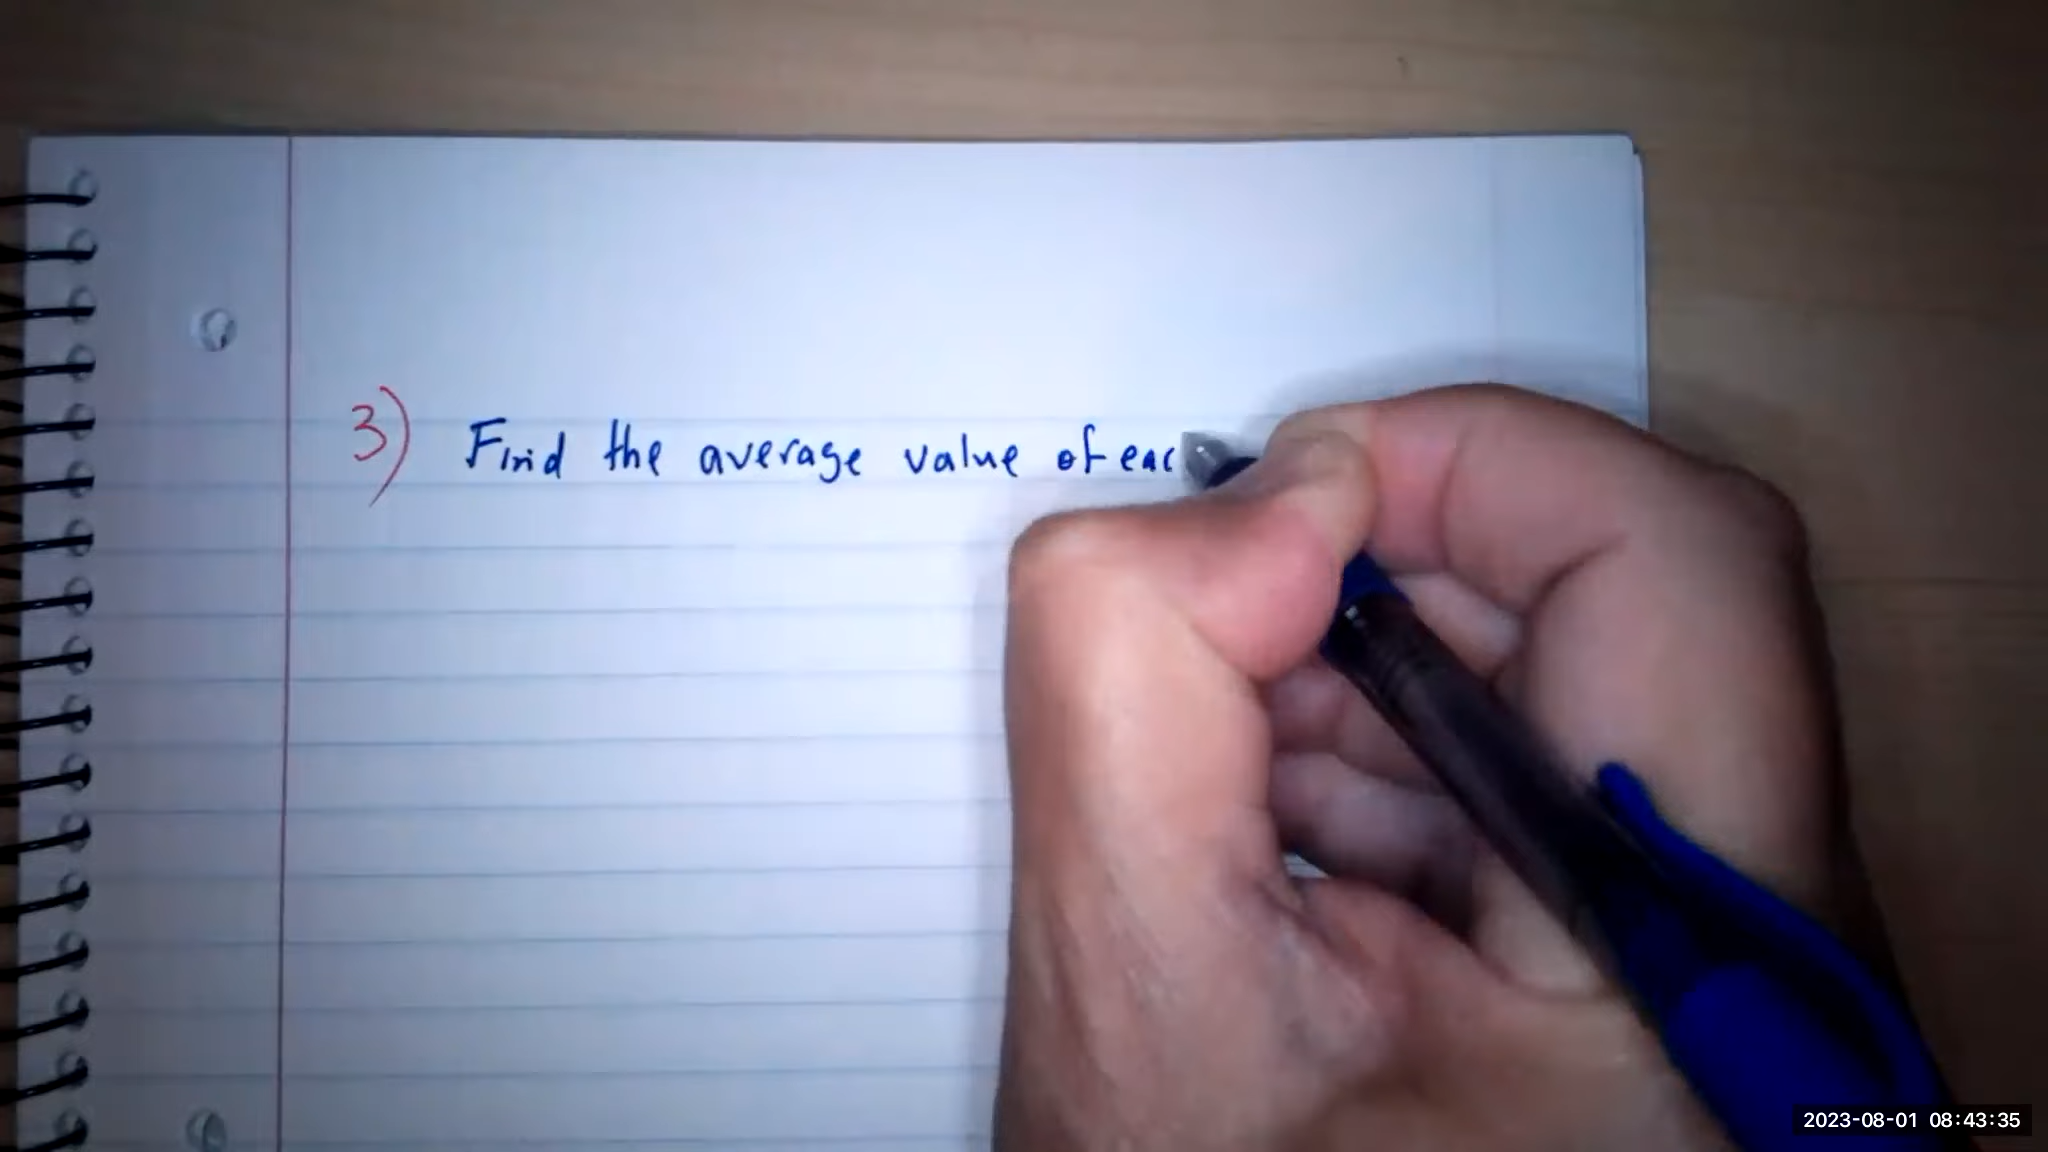 3) Find the average value of eac
2023-08-01 08:43:35